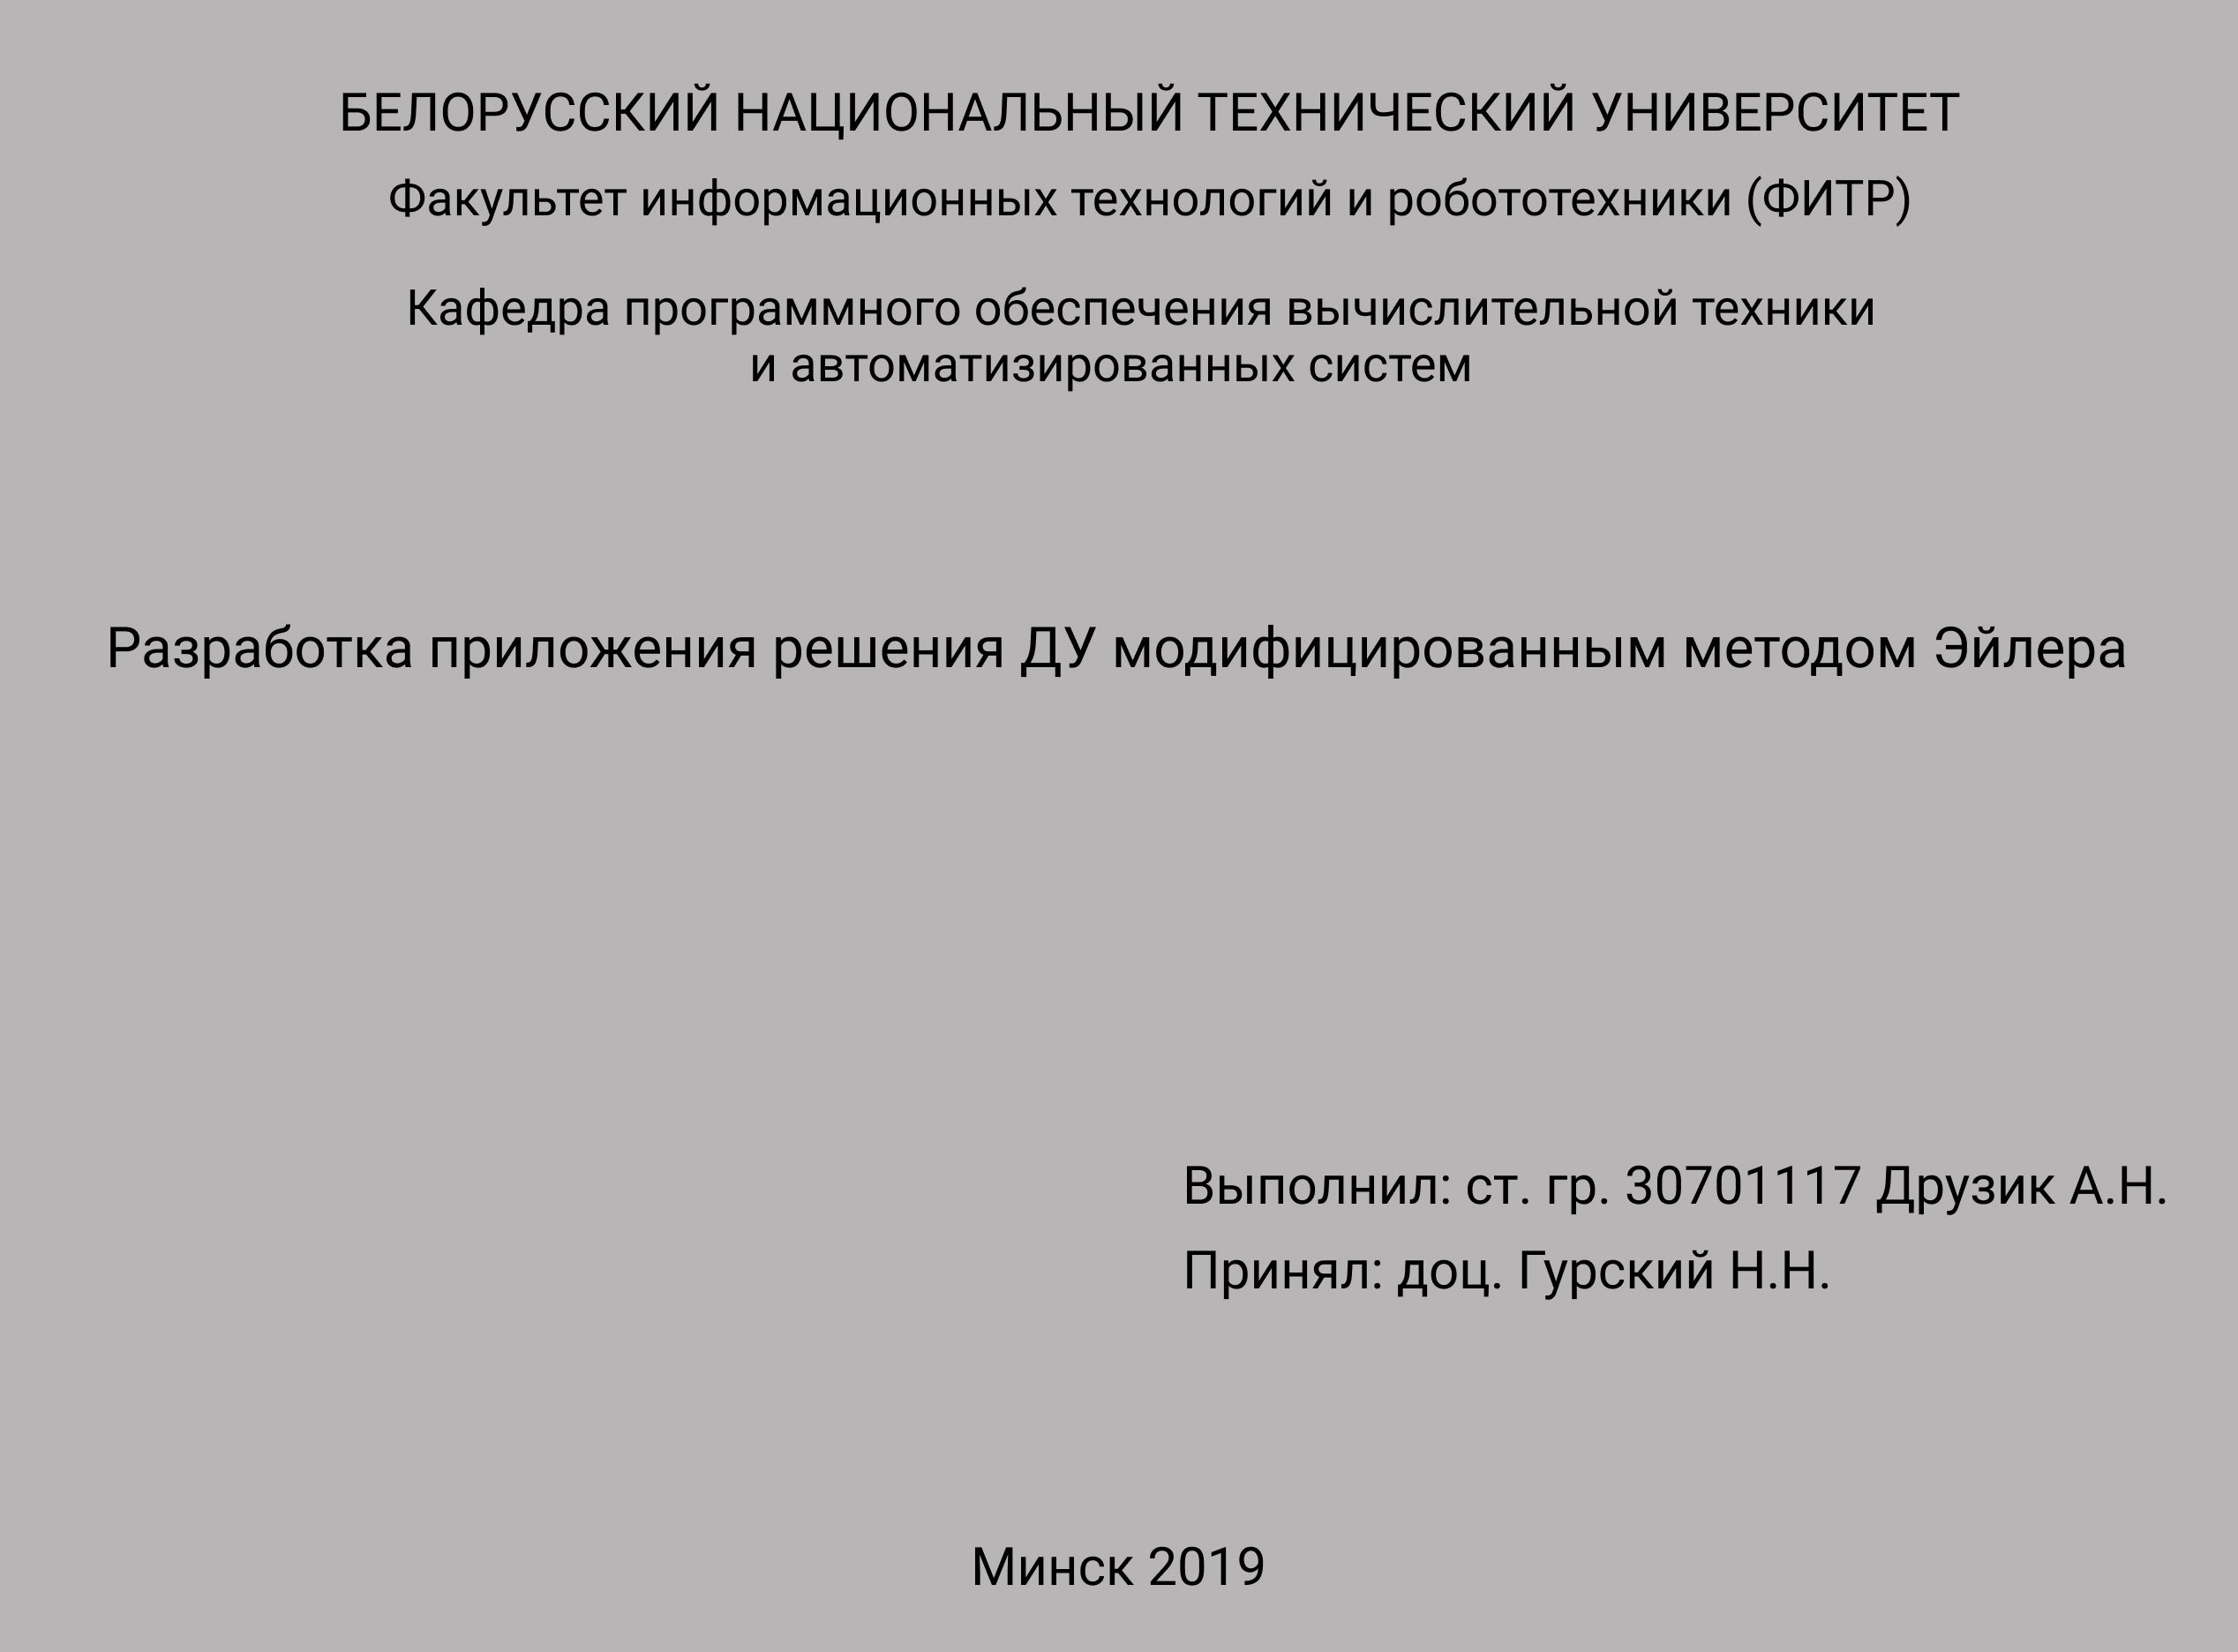 БЕЛОРУССКИЙ НАЦИОНАЛЬНЫЙ ТЕХНИЧЕСКИЙ УНИВЕРСИТЕТ
Факультет информационных технологий и робототехники (ФИТР)
Кафедра программного обеспечения вычислительной техники
и автоматизированных систем
Разработка приложения решения ДУ модифицированным методом Эйлера
Выполнил: ст. гр. 30701117 Друзик А.Н.
Принял: доц. Гурский Н.Н.
Минск 2019